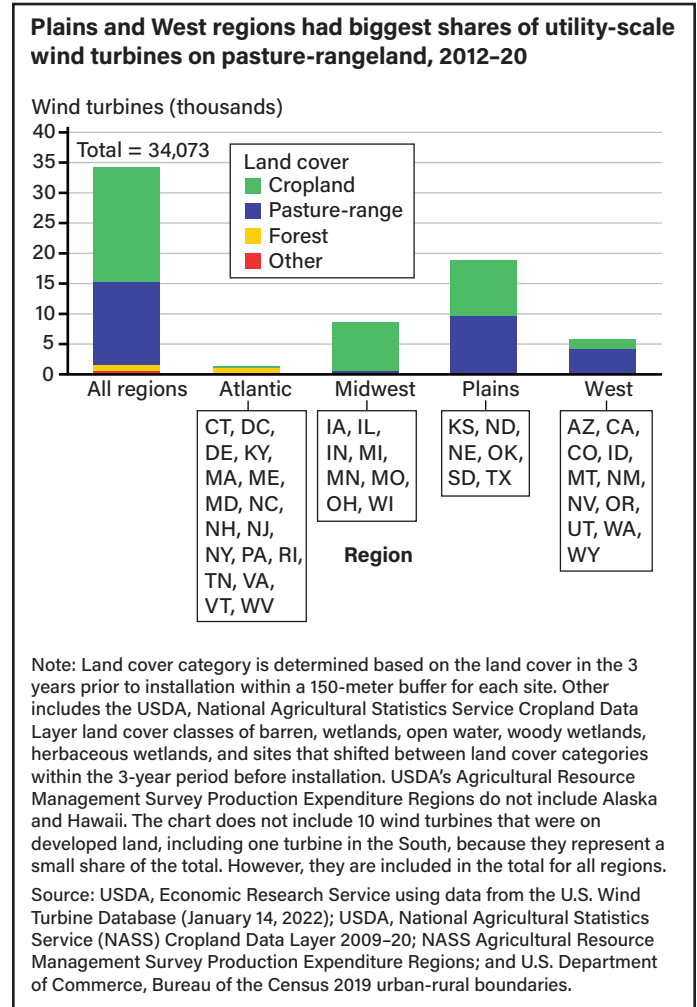 Plains and West regions had biggest shares of utility-scale
wind turbines on pasture-rangeland, 2012–20
Wind turbines (thousands)
40
35
30
25
20
15
10
5
0
Total = 34,073
Land cover
Cropland
Pasture-range
Forest
Other
All regions
Atlantic
Midwest
Plains
West
CT, DC,
DE, KY,
MA, ME,
MD, NC,
NH, NJ,
NY, PA, RI,
TN, VA,
VT, WV
IA, IL,
IN, MI,
MN, MO,
OH, WI
KS, ND,
NE, OK,
SD, TX
AZ, CA,
CO, ID,
MT, NM,
NV, OR,
UT, WA,
WY
Region
Note: Land cover category is determined based on the land cover in the 3
years prior to installation within a 150-meter buffer for each site. Other
includes the USDA, National Agricultural Statistics Service Cropland Data
Layer land cover classes of barren, wetlands, open water, woody wetlands,
herbaceous wetlands, and sites that shifted between land cover categories
within the 3-year period before installation. USDA's Agricultural Resource
Management Survey Production Expenditure Regions do not include Alaska
and Hawaii. The chart does not include 10 wind turbines that were on
developed land, including one turbine in the South, because they represent a
small share of the total. However, they are included in the total for all regions.
Source: USDA, Economic Research Service using data from the U.S. Wind
Turbine Database (January 14, 2022); USDA, National Agricultural Statistics
Service (NASS) Cropland Data Layer 2009–20; NASS Agricultural Resource
Management Survey Production Expenditure Regions; and U.S. Department
of Commerce, Bureau of the Census 2019 urban-rural boundaries.